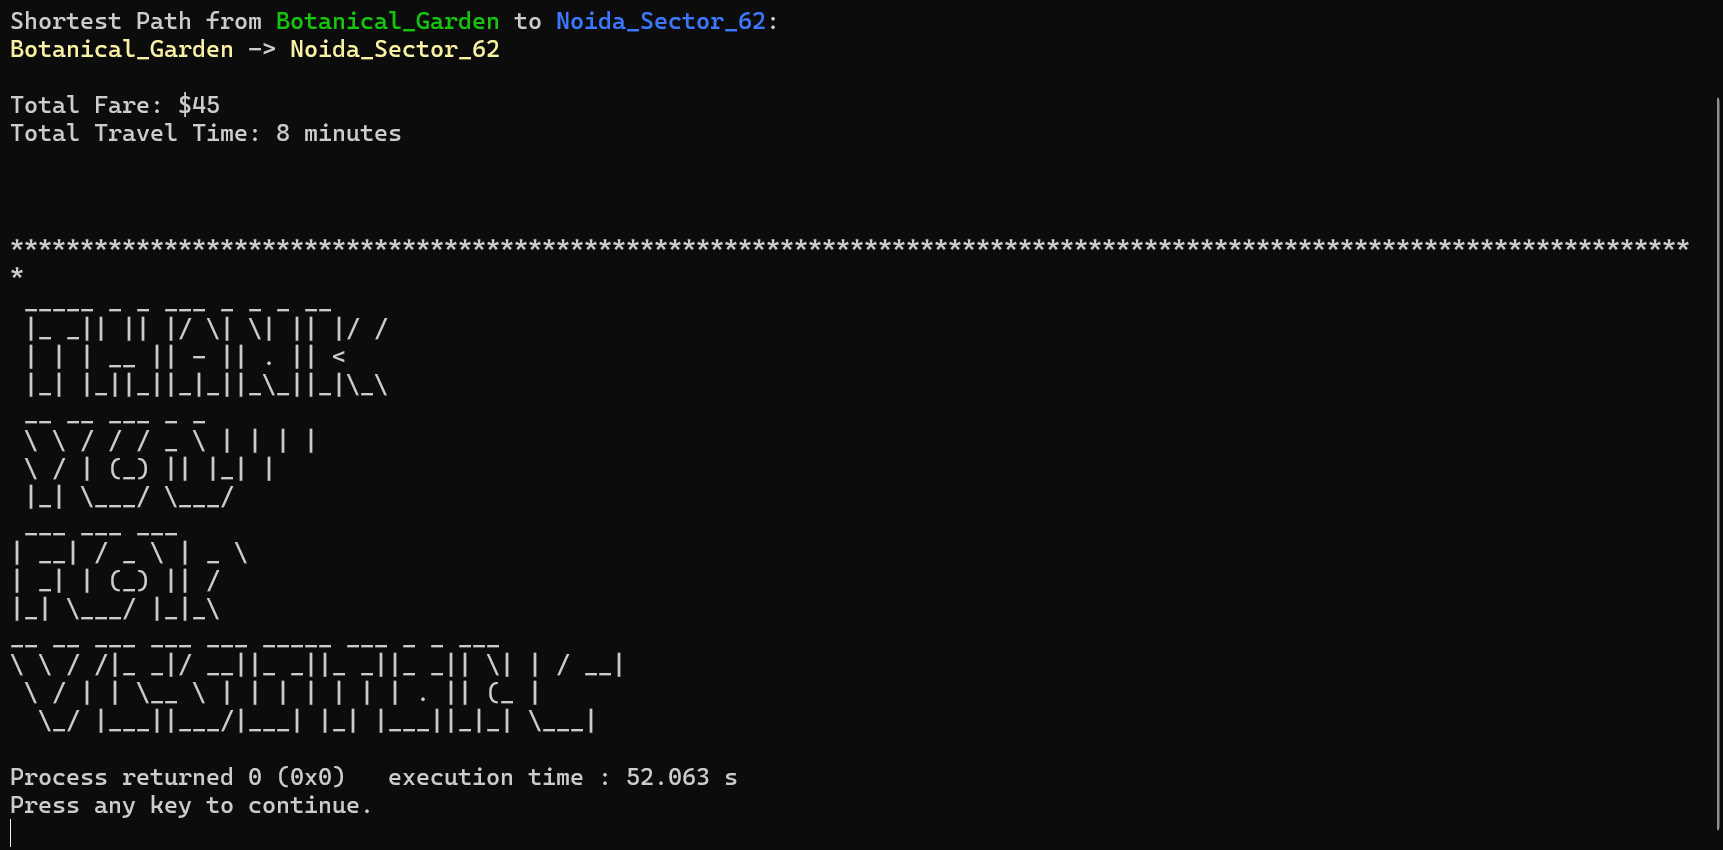 Shortest Path from Botanical_Garden to Noida_Sector_62:
Botanical_Garden -> Noida_Sector_62
Total Fare: $45
Total Travel Time: 8 minutes
************************************************************************************************************************
*
 _____ _ _ ___ _ _ _ __
 |_ _|| || |/ \| \| || |/ /
 | | | __ || - || . || <
 |_| |_||_||_|_||_\_||_|\_\
 __ __ ___ _ _
 \ \ / / / _ \ | | | |
 \ / | (_) || |_| |
 |_| \___/ \___/
 ___ ___ ___
| __| / _ \ | _ \
| _| | (_) || /
|_| \___/ |_|_\
__ __ ___ ___ ___ _____ ___ _ _ ___
\ \ / /|_ _|/ __||_ _||_ _||_ _|| \| | / __|
 \ / | | \__ \ | | | | | | | . || (_ |
  \_/ |___||___/|___| |_| |___||_|_| \___|
Process returned 0 (0x0)   execution time : 52.063 s
Press any key to continue.